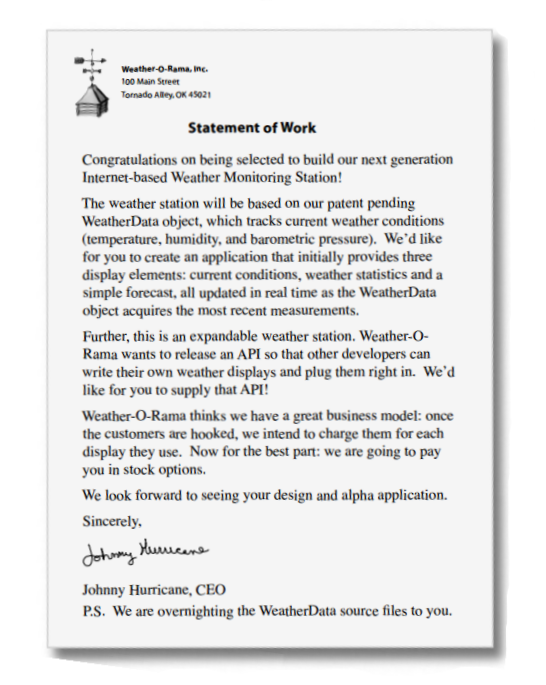 Weather-O-Rama, Inc.
100 Main Street
Tornado Alley, OK 45021
Statement of Work
Congratulations on being selected to build our next generation
Internet-based Weather Monitoring Station!
The weather station will be based on our patent pending
WeatherData object, which tracks current weather conditions
(temperature, humidity, and barometric pressure). We'd like
for you to create an application that initially provides three
display elements: current conditions, weather statistics and a
simple forecast, all updated in real time as the WeatherData
object acquires the most recent measurements.
Further, this is an expandable weather station. Weather-O-
Rama wants to release an API so that other developers can
write their own weather displays and plug them right in. We'd
like for you to supply that API!
Weather-O-Rama thinks we have a great business model: once
the customers are hooked, we intend to charge them for each
display they use. Now for the best part: we are going to pay
you in stock options.
We look forward to seeing your design and alpha application.
Sincerely,
Johnny Hurricane
Johnny Hurricane, CEO
P.S. We are overnighting the WeatherData source files to you.